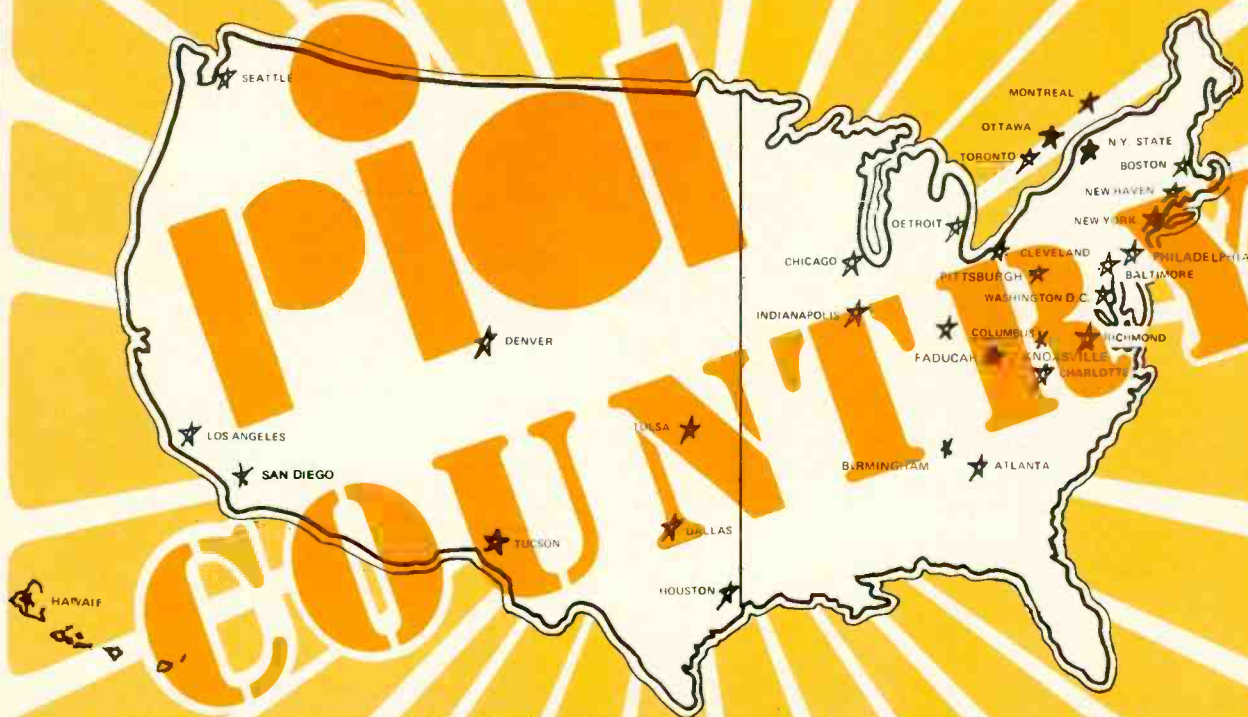 pidi
COUNTRY
SEATTLE
MONTREAL
OTTAWA
TORONTO
N.Y. STATE
BOSTON
NEW HAVEN
NEW YORK
DETROIT
CHICAGO
CLEVELAND
PHILADELPHIA
PITTSBURGH
BALTIMORE
WASHINGTON D.C.
INDIANAPOLIS
COLUMBUS
RICHMOND
DENVER
PADUCAH
KNOXVILLE
CHARLOTTE
LOS ANGELES
TULSA
SAN DIEGO
BIRMINGHAM
ATLANTA
TUCSON
DALLAS
HOUSTON
HAWAII